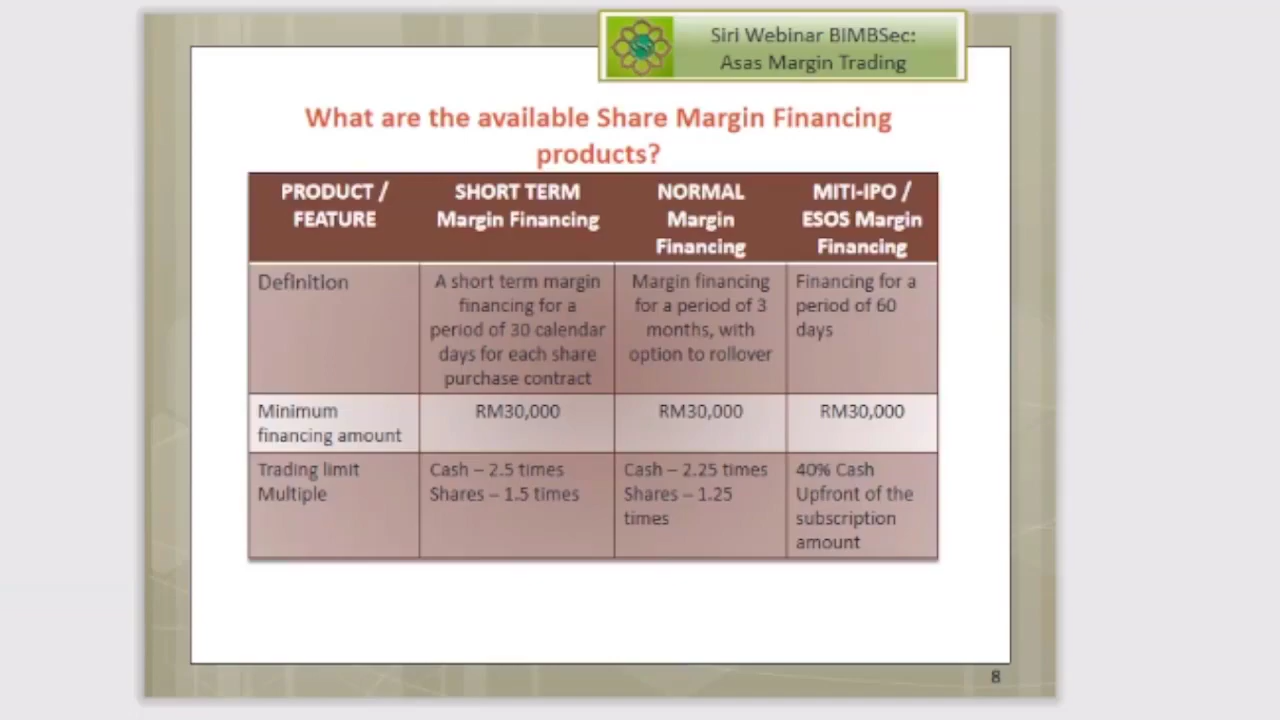 Siri Webinar BIMBSec:
Asas Margin Trading
What are the available Share Margin Financing
products?
PRODUCT /
FEATURE
SHORT TERM
Margin Financing
NORMAL
Margin
Financing
MITI-IPO /
ESOS Margin
Financing
Definition
A short term margin
financing for a
period of 30 calendar
days for each share
purchase contract
Margin financing
for a period of 3
months, with
option to rollover
Financing for a
period of 60
days
Minimum
financing amount
RM30,000
RM30,000
RM30,000
Trading limit
Multiple
Cash – 2.5 times
Shares – 1.5 times
Cash – 2.25 times
Shares – 1.25
times
40% Cash
Upfront of the
subscription
amount
8